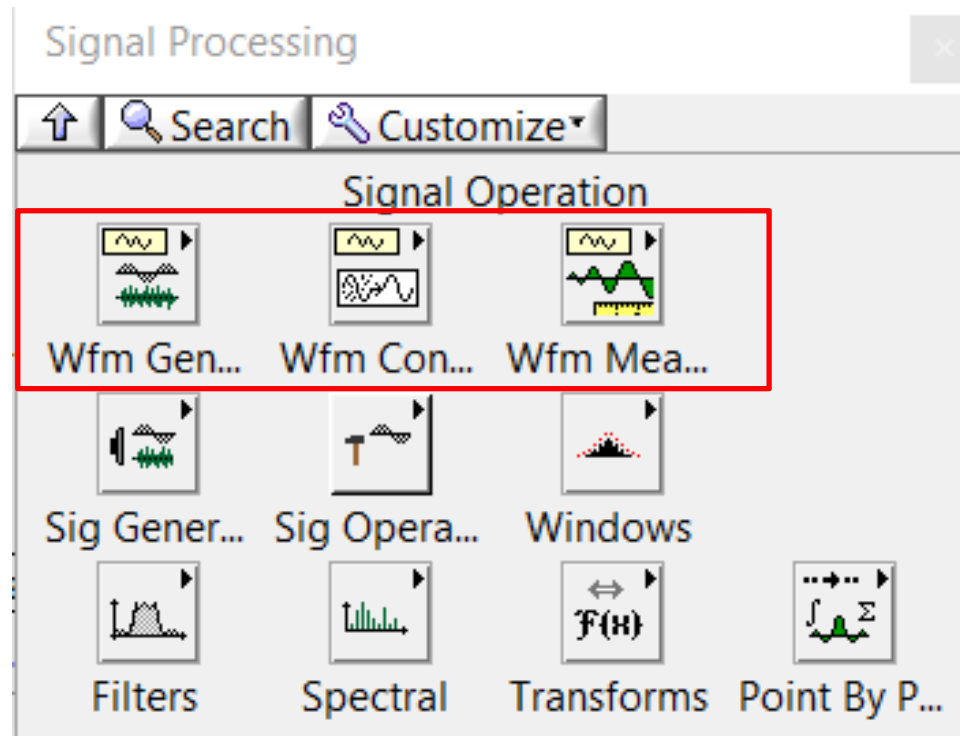 Signal Processing
Search Customize
Signal Operation
Wfm Gen... Wfm Con... Wfm Mea...
Sig Gener... Sig Opera... Windows
F(x)
∫ Σ
Filters Spectral Transforms Point By P...